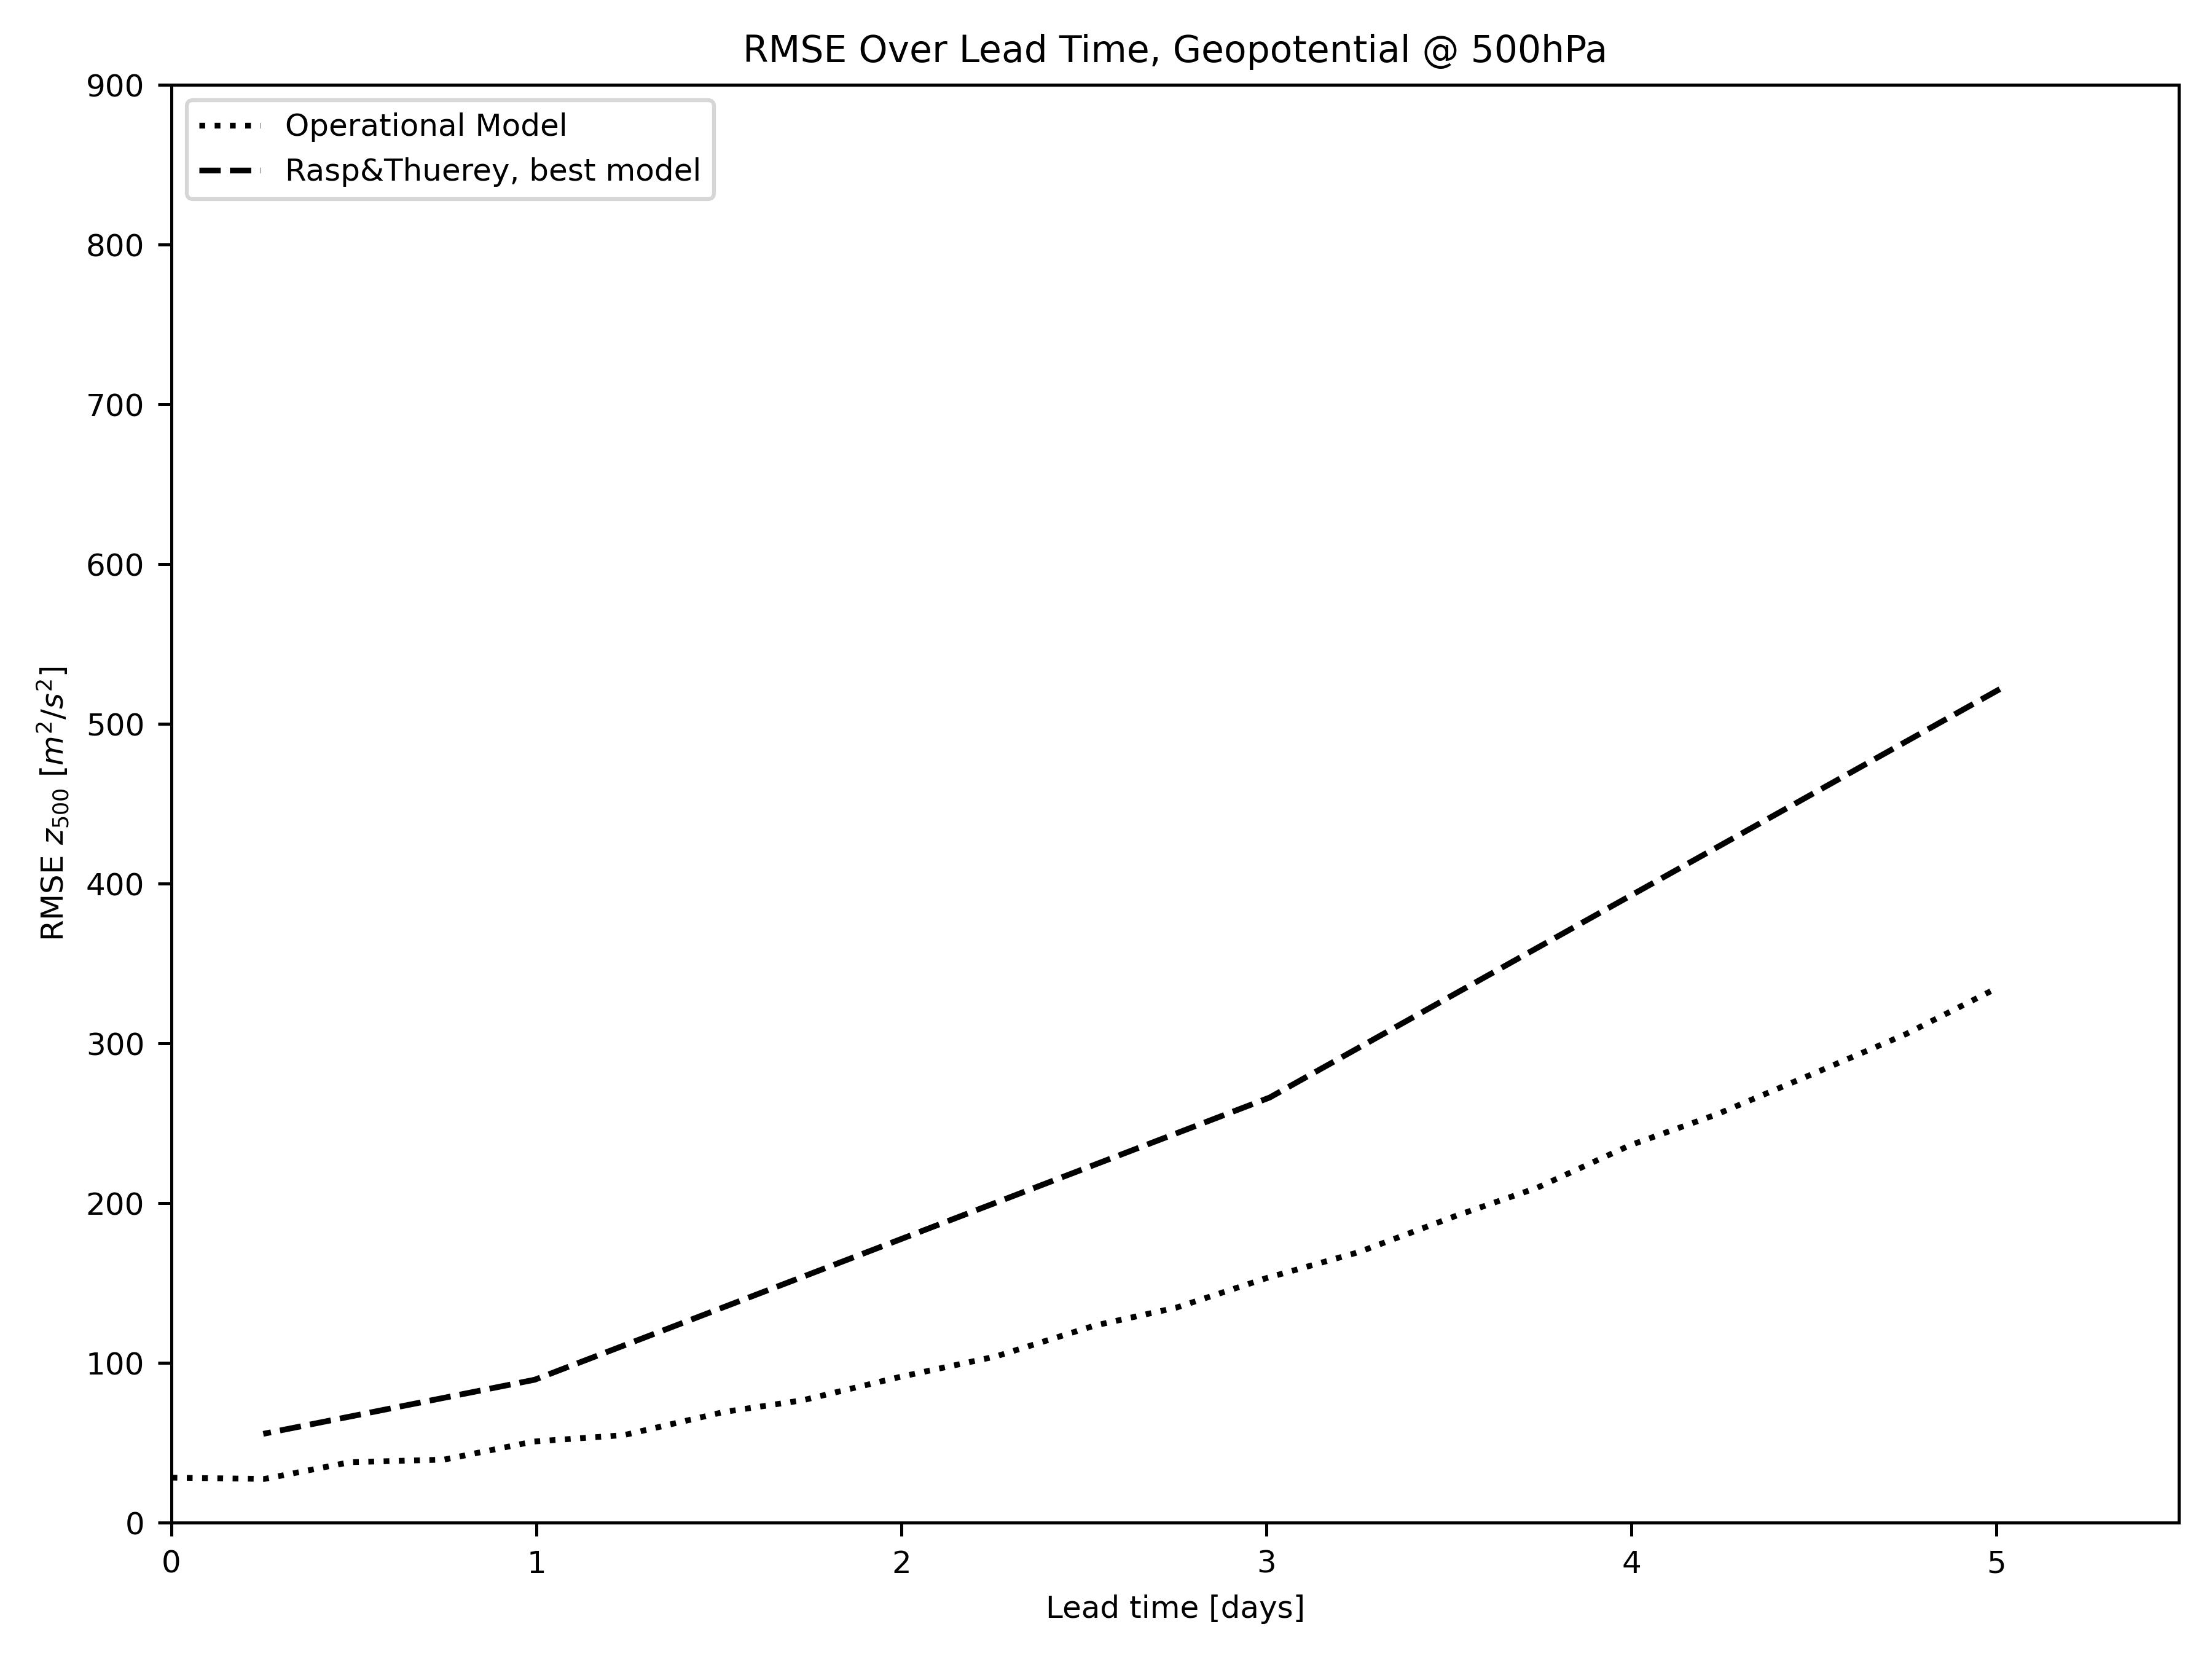 RMSE Over Lead Time, Geopotential @ 500hPa
900
800
700
600
500
400
300
200
100
0
Operational Model
Rasp&Thuerey, best model
RMSE z₅₀₀ [m²/s²]
0 1 2 3 4 5
Lead time [days]